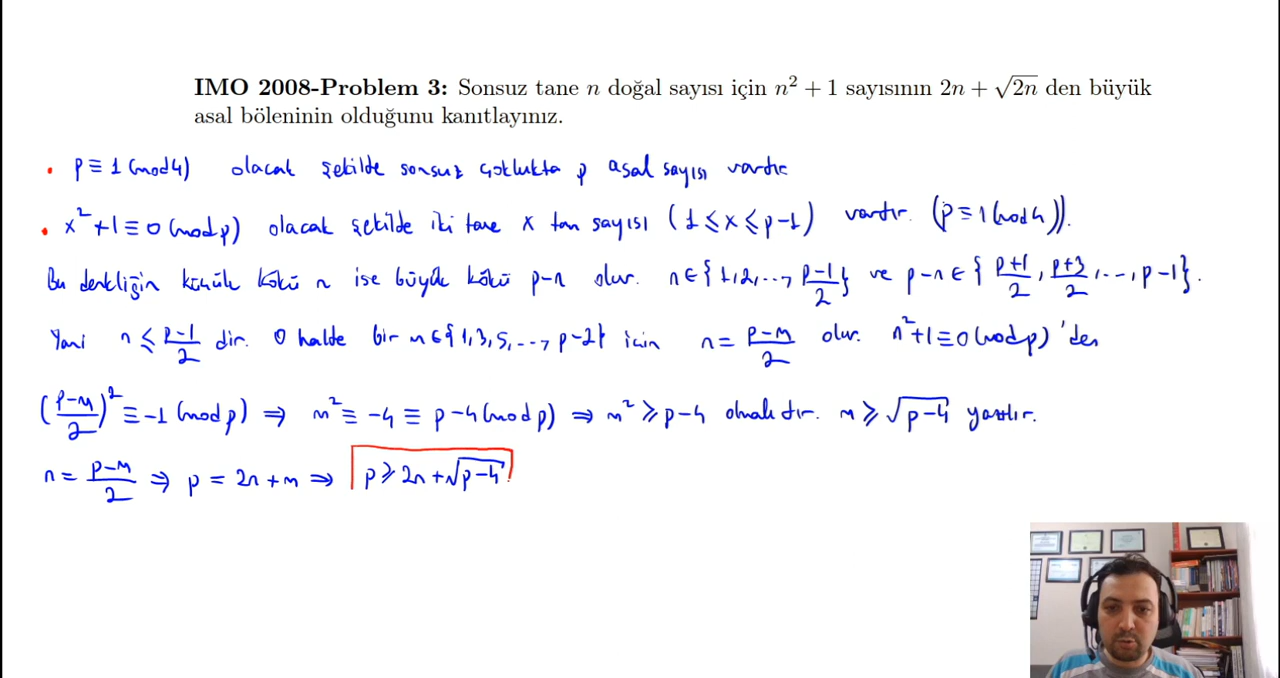 IMO 2008-Problem 3: Sonsuz tane n doğal sayısı için n² + 1 sayısının 2n + √(2n) den büyük
asal böleninin olduğunu kanıtlayınız.
• p ≡ 1 (mod 4) olacak şekilde sonsuz çoklukta p asal sayısı vardır
• x² + 1 ≡ 0 (mod p) olacak şekilde iki tane x tam sayısı (1 ≤ x ≤ p-1) vardır. (p ≡ 1 (mod 4)).
Bu denkliğin küçük kökü n ise büyük kökü p-n olur. n ∈ {1, 2, ..., (p-1)/2} ve p-n ∈ {(p+1)/2, (p+3)/2, ..., p-1}.
Yani n ≤ (p-1)/2 dir. O halde bir m ∈ {1, 3, 5, ..., p-2} için n = (p-m)/2 olur. n² + 1 ≡ 0 (mod p)'den
((p-m)/2)² ≡ -1 (mod p) ⇒ m² ≡ -4 ≡ p-4 (mod p) ⇒ m² ≥ p-4 olmalıdır. m ≥ √(p-4) yazılır.
n = (p-m)/2 ⇒ p = 2n + m ⇒ p ≥ 2n + √(p-4)